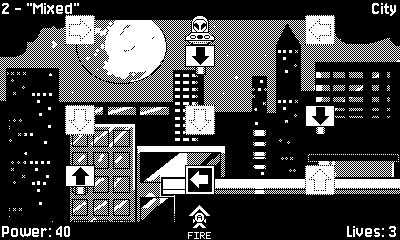 2 - "Mixed"
City
FIRE
Power: 40
Lives: 3